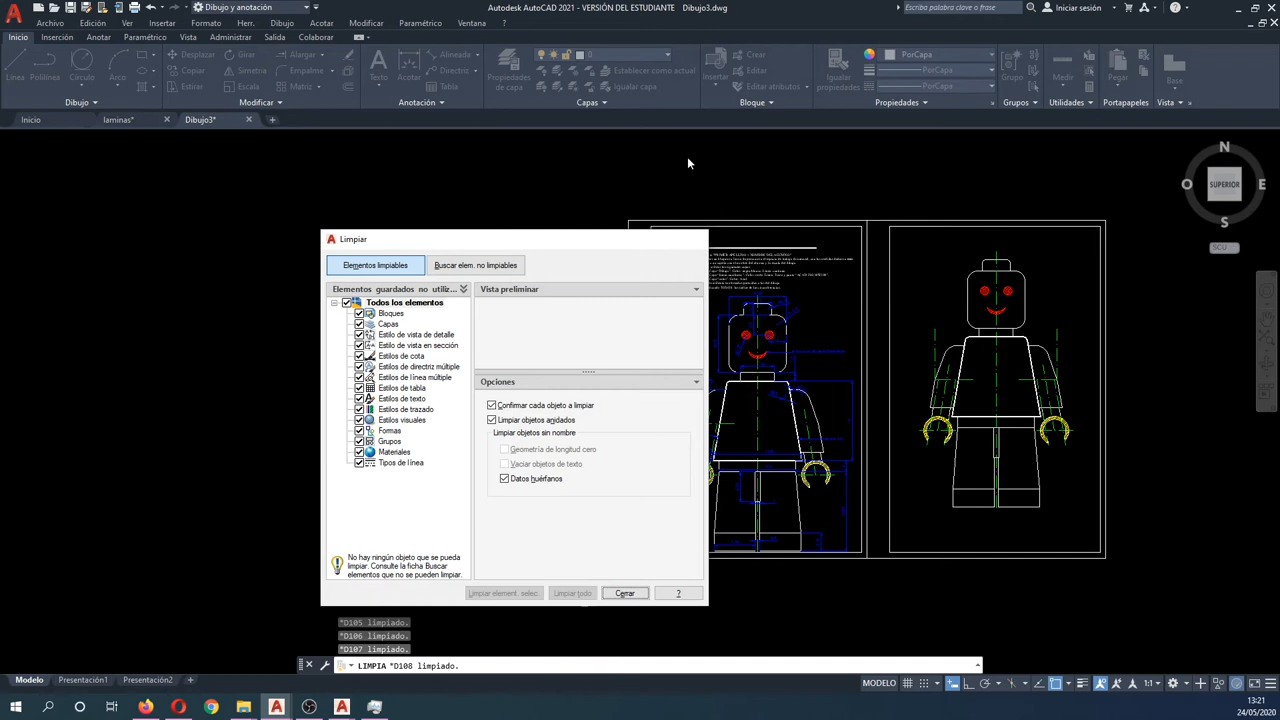 Dibujo y anotación
Autodesk AutoCAD 2021 - VERSIÓN DEL ESTUDIANTE Dibujo3.dwg
Escriba palabra clave o frase
Iniciar sesión
Archivo Edición Ver Insertar Formato Herr. Dibujo Acotar Modificar Paramétrico Ventana ?
Inicio Inserción Anotar Paramétrico Vista Administrar Salida Colaborar
Línea Polilínea Círculo Arco
Desplazar Girar Alargar
Copiar Simetría Empalme
Estirar Escala Matriz
Texto Acotar
Alineada
Directriz
Tabla
Propiedades de capa
0
Establecer como actual
Igualar capa
Insertar
Crear
Editar
Editar atributos
Igualar propiedades
PorCapa
PorCapa
PorCapa
Grupo Medir Pegar Base
Dibujo Modificar Anotación Capas Bloque Propiedades Grupos Utilidades Portapapeles Vista
Inicio laminas* Dibujo3*
N
O SUPERIOR E
S
SCU
Limpiar
Elementos limpiables Buscar elem. no limpiables
Elementos guardados no utiliz...
Todos los elementos
Bloques
Capas
Estilo de vista de detalle
Estilo de vista en sección
Estilos de cota
Estilos de directriz múltiple
Estilos de línea múltiple
Estilos de tabla
Estilos de texto
Estilos de trazado
Estilos visuales
Formas
Grupos
Materiales
Tipos de línea
No hay ningún objeto que se pueda
limpiar. Consulte la ficha Buscar
elementos que no se pueden limpiar.
Vista preliminar
Opciones
Confirmar cada objeto a limpiar
Limpiar objetos anidados
Limpiar objetos sin nombre
Geometría de longitud cero
Vaciar objetos de texto
Datos huérfanos
Limpiar element. selec. Limpiar todo Cerrar ?
*D105 limpiado.
*D106 limpiado.
*D107 limpiado.
LIMPIA *D108 limpiado.
Modelo Presentación1 Presentación2 +
MODELO
1:1
13:21
24/05/2020